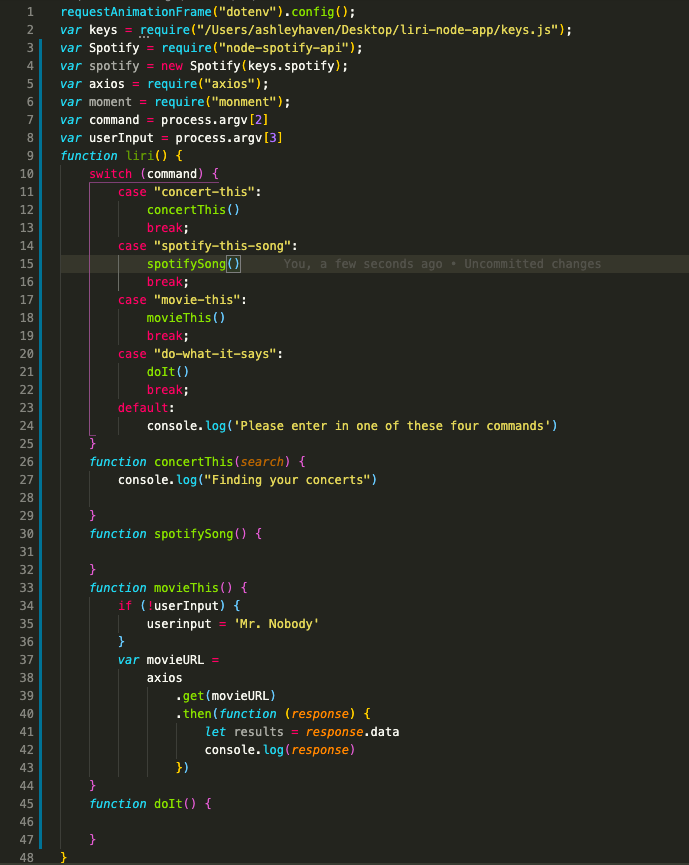 1 requestAnimationFrame("dotenv").config();
2 var keys = require("/Users/ashleyhaven/Desktop/liri-node-app/keys.js");
3 var Spotify = require("node-spotify-api");
4 var spotify = new Spotify(keys.spotify);
5 var axios = require("axios");
6 var moment = require("monment");
7 var command = process.argv[2]
8 var userInput = process.argv[3]
9 function liri() {
10 switch (command) {
11 case "concert-this":
12 concertThis()
13 break;
14 case "spotify-this-song":
15 spotifySong() You, a few seconds ago • Uncommitted changes
16 break;
17 case "movie-this":
18 movieThis()
19 break;
20 case "do-what-it-says":
21 doIt()
22 break;
23 default:
24 console.log('Please enter in one of these four commands')
25 }
26 function concertThis(search) {
27 console.log("Finding your concerts")
28
29 }
30 function spotifySong() {
31
32 }
33 function movieThis() {
34 if (!userInput) {
35 userinput = 'Mr. Nobody'
36 }
37 var movieURL =
38 axios
39 .get(movieURL)
40 .then(function (response) {
41 let results = response.data
42 console.log(response)
43 })
44 }
45 function doIt() {
46
47 }
48 }